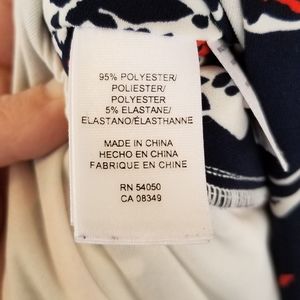 95% POLYESTER/
POLIESTER/
POLYESTER
5% ELASTANE/
ELASTANO/ÉLASTHANNE
MADE IN CHINA
HECHO EN CHINA
FABRIQUE EN CHINE
RN 54050
CA 08349